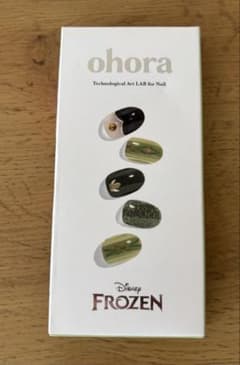 ohora
Technological Art LAB for Nail
Disney
FROZEN